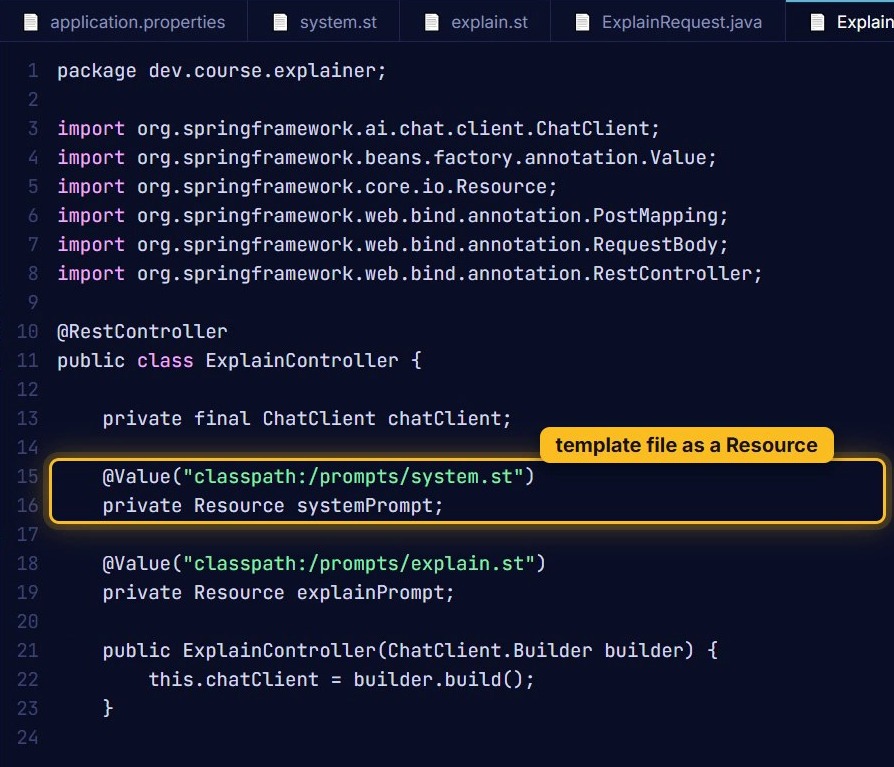 application.properties system.st explain.st ExplainRequest.java Explain
1 package dev.course.explainer;
2
3 import org.springframework.ai.chat.client.ChatClient;
4 import org.springframework.beans.factory.annotation.Value;
5 import org.springframework.core.io.Resource;
6 import org.springframework.web.bind.annotation.PostMapping;
7 import org.springframework.web.bind.annotation.RequestBody;
8 import org.springframework.web.bind.annotation.RestController;
9
10 @RestController
11 public class ExplainController {
12
13     private final ChatClient chatClient;
14
template file as a Resource
15     @Value("classpath:/prompts/system.st")
16     private Resource systemPrompt;
17
18     @Value("classpath:/prompts/explain.st")
19     private Resource explainPrompt;
20
21     public ExplainController(ChatClient.Builder builder) {
22         this.chatClient = builder.build();
23     }
24